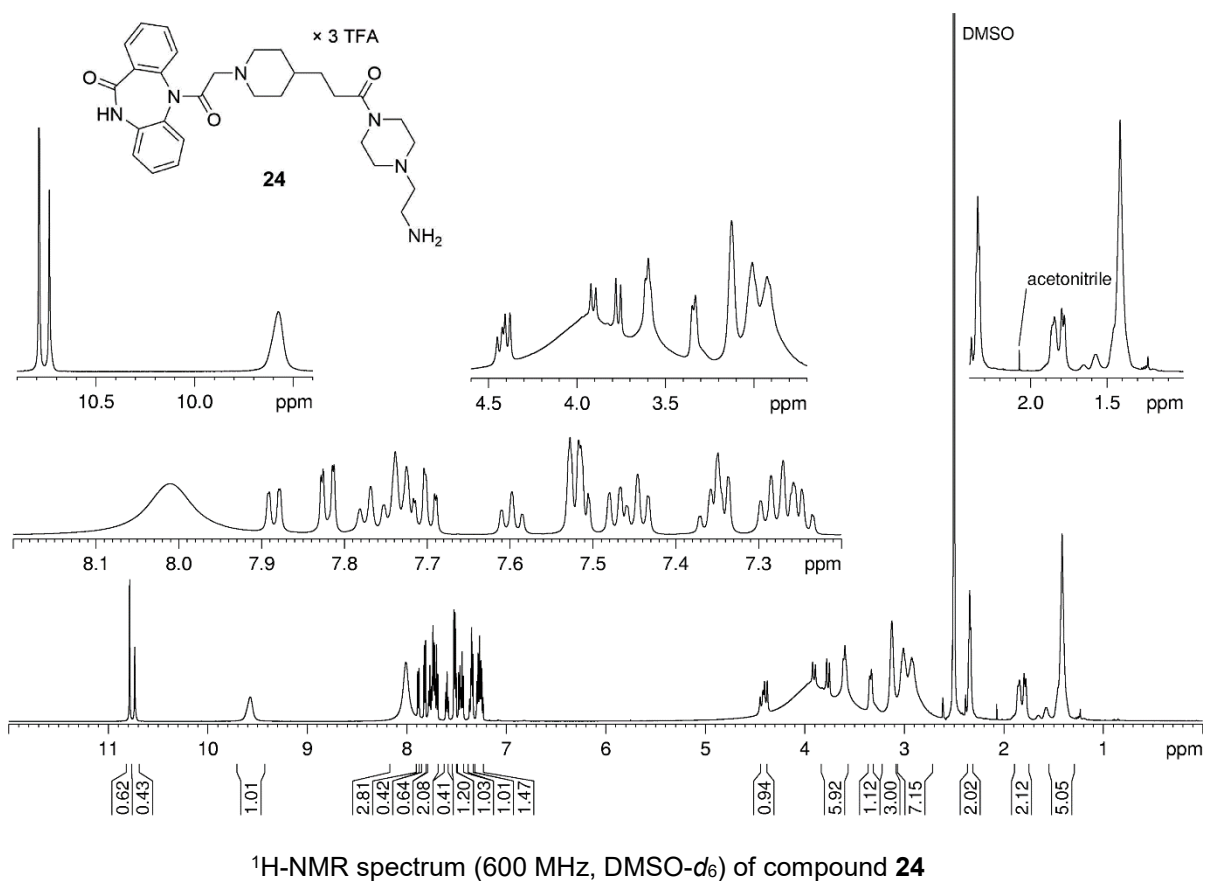 × 3 TFA
DMSO
O
HN
N
O
N
O
N
N
NH2
24
acetonitrile
10.5 10.0 ppm
4.5 4.0 3.5 ppm
2.0 1.5 ppm
8.1 8.0 7.9 7.8 7.7 7.6 7.5 7.4 7.3 ppm
11 10 9 8 7 6 5 4 3 2 1 ppm
0.62 0.43 1.01 2.81 0.42 0.64 2.08 0.41 1.20 1.03 1.01 1.47 0.94 5.92 1.12 3.00 7.15 2.02 2.12 5.05
¹H-NMR spectrum (600 MHz, DMSO-d₆) of compound 24